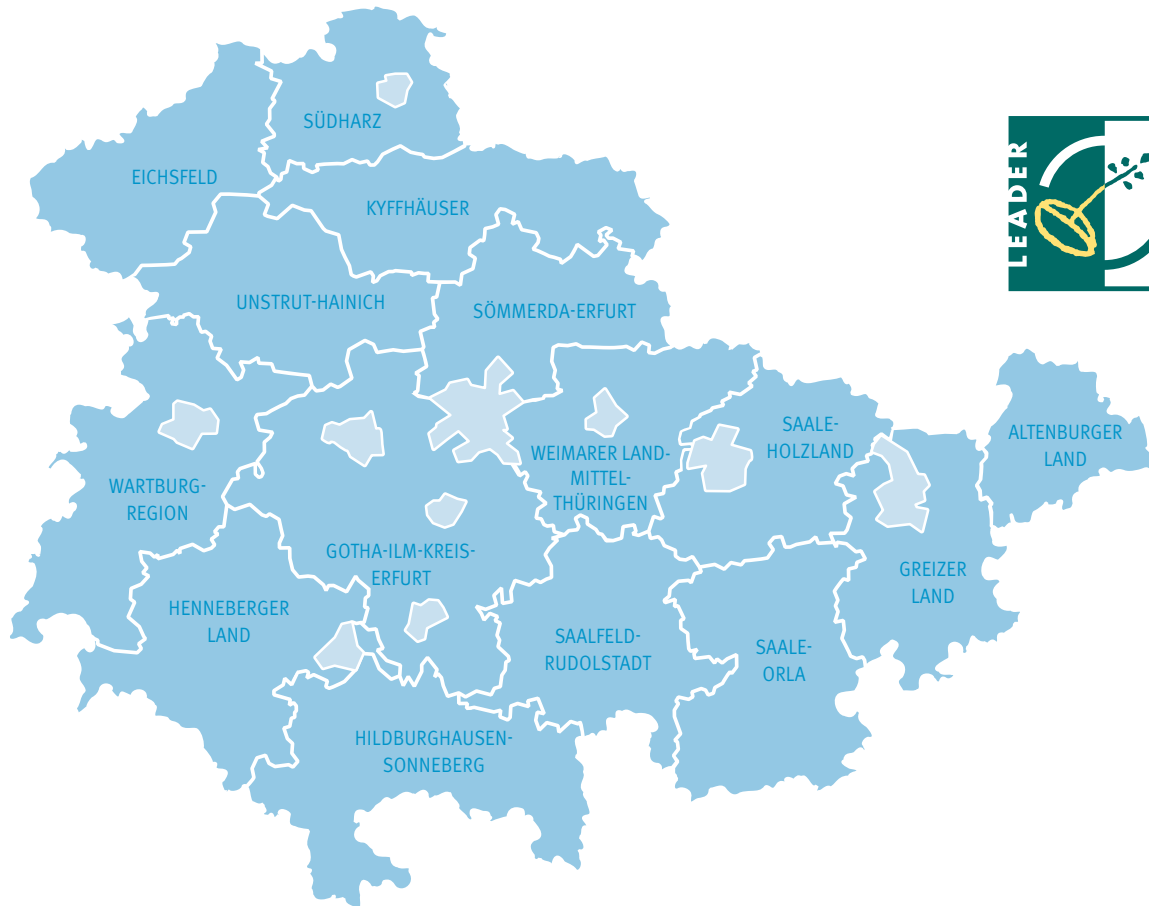 SÜDHARZ
LEADER
EICHSFELD
KYFFHÄUSER
UNSTRUT-HAINICH
SÖMMERDA-ERFURT
SAALE-
HOLZLAND
ALTENBURGER
LAND
WEIMARER LAND-
MITTEL-
THÜRINGEN
WARTBURG-
REGION
GOTHA-ILM-KREIS-
ERFURT
GREIZER
LAND
HENNEBERGER
LAND
SAALFELD-
RUDOLSTADT
SAALE-
ORLA
HILDBURGHAUSEN-
SONNEBERG